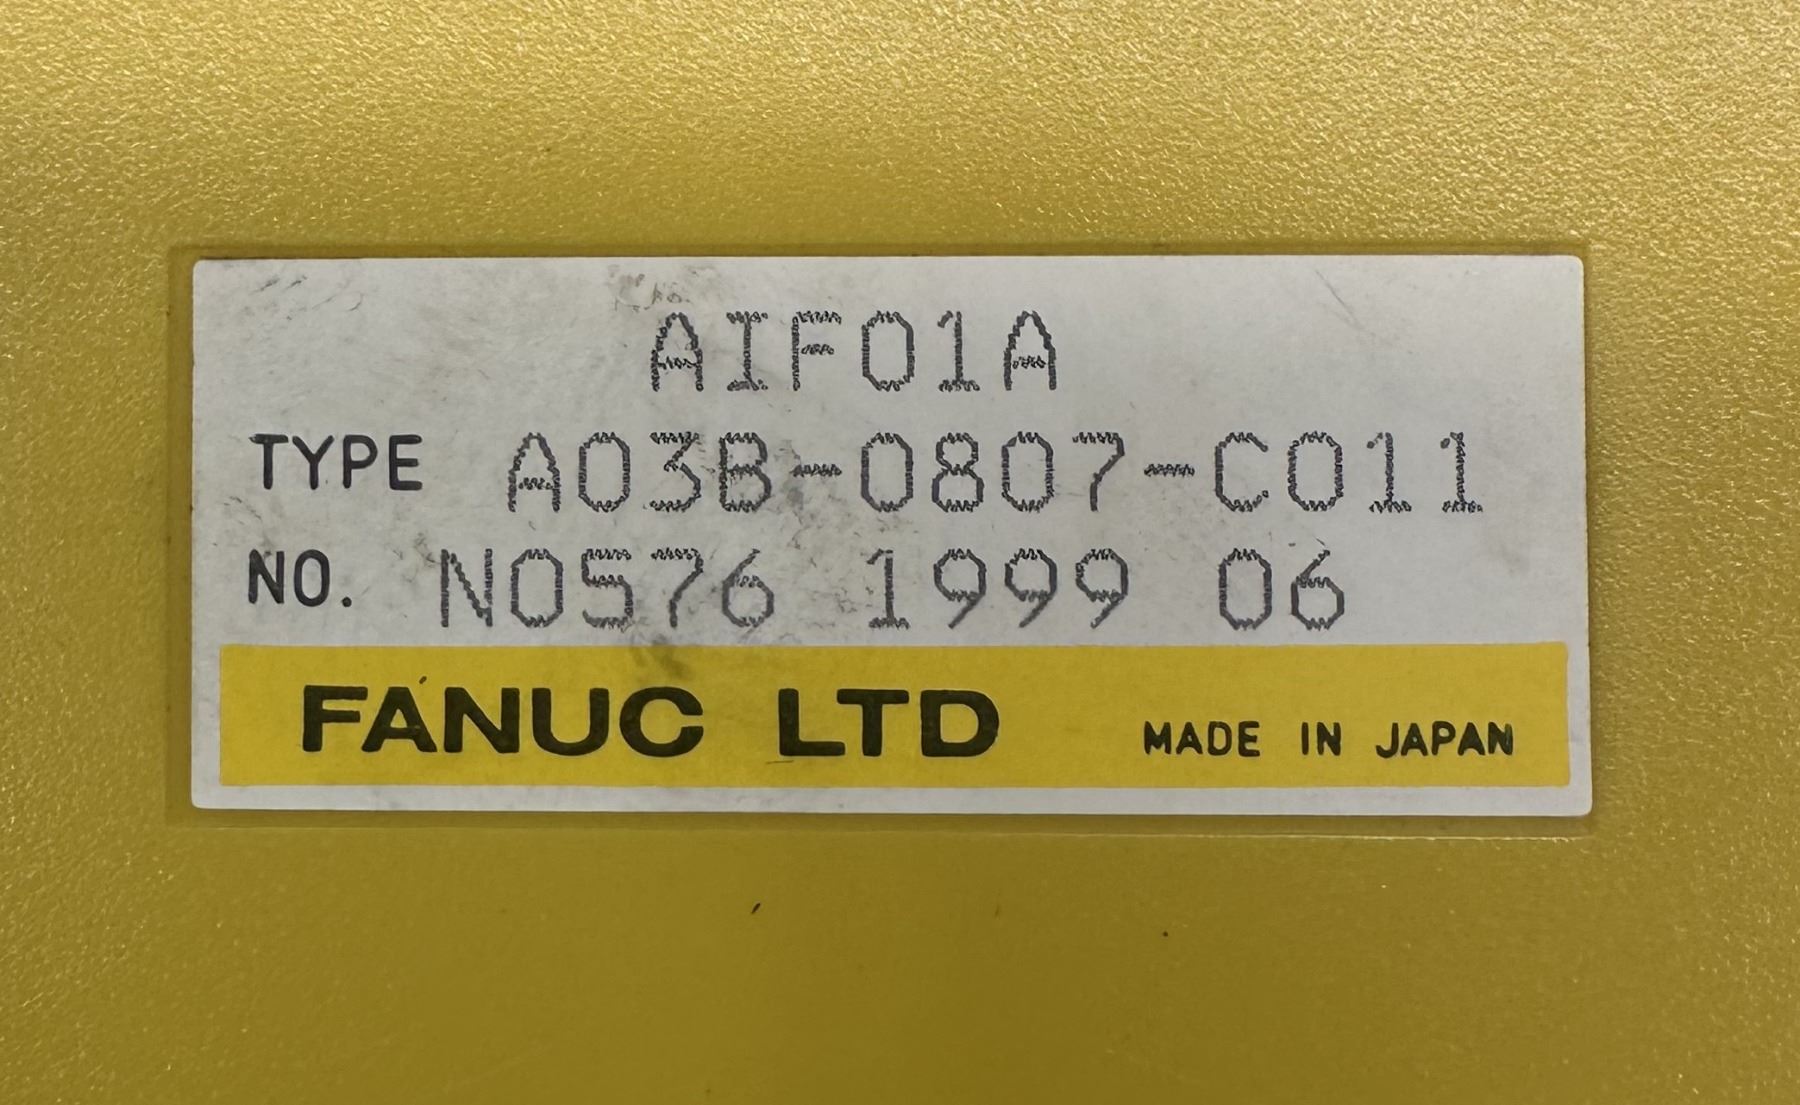 AIF01A
TYPE A03B-0807-C011
NO. N0576 1999 06
FANUC LTD MADE IN JAPAN